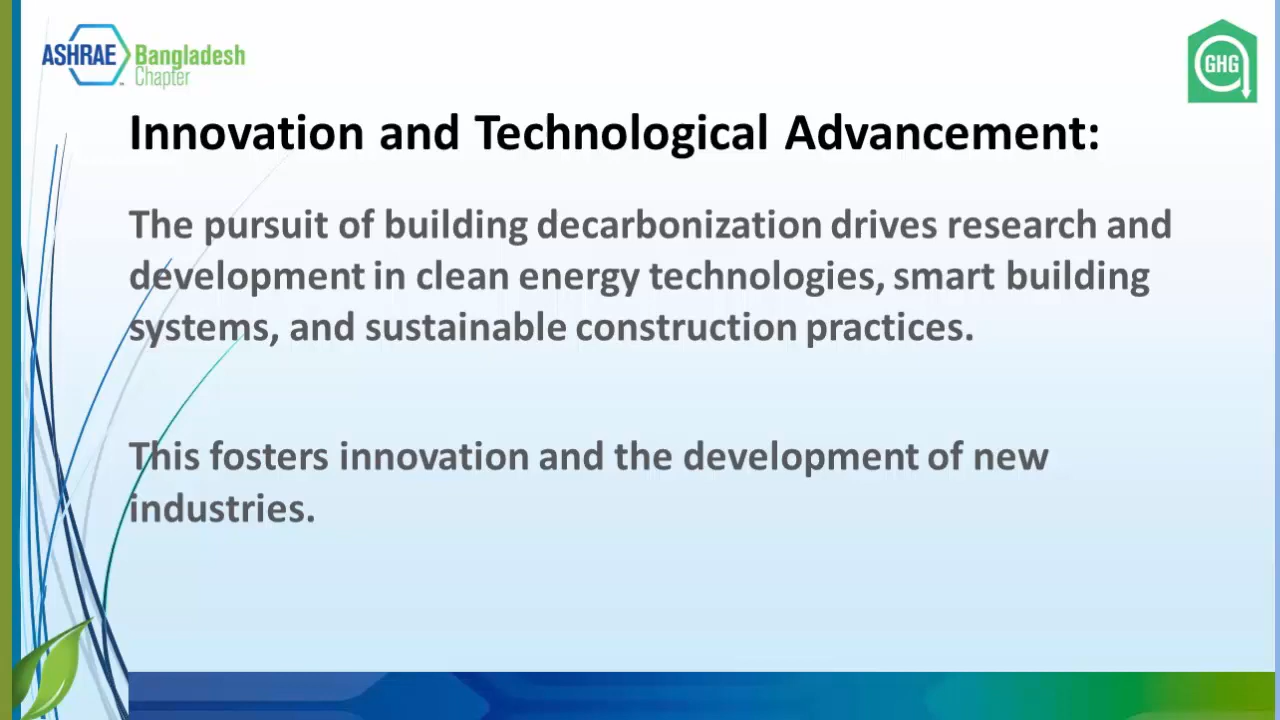 ASHRAE Bangladesh
Chapter
GHG
Innovation and Technological Advancement:
The pursuit of building decarbonization drives research and
development in clean energy technologies, smart building
systems, and sustainable construction practices.
This fosters innovation and the development of new
industries.